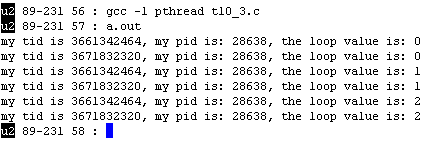 u2 89-231 56 : gcc -l pthread t10_3.c
u2 89-231 57 : a.out
my tid is 3661342464, my pid is: 28638, the loop value is: 0
my tid is 3671832320, my pid is: 28638, the loop value is: 0
my tid is 3661342464, my pid is: 28638, the loop value is: 1
my tid is 3671832320, my pid is: 28638, the loop value is: 1
my tid is 3661342464, my pid is: 28638, the loop value is: 2
my tid is 3671832320, my pid is: 28638, the loop value is: 2
u2 89-231 58 :